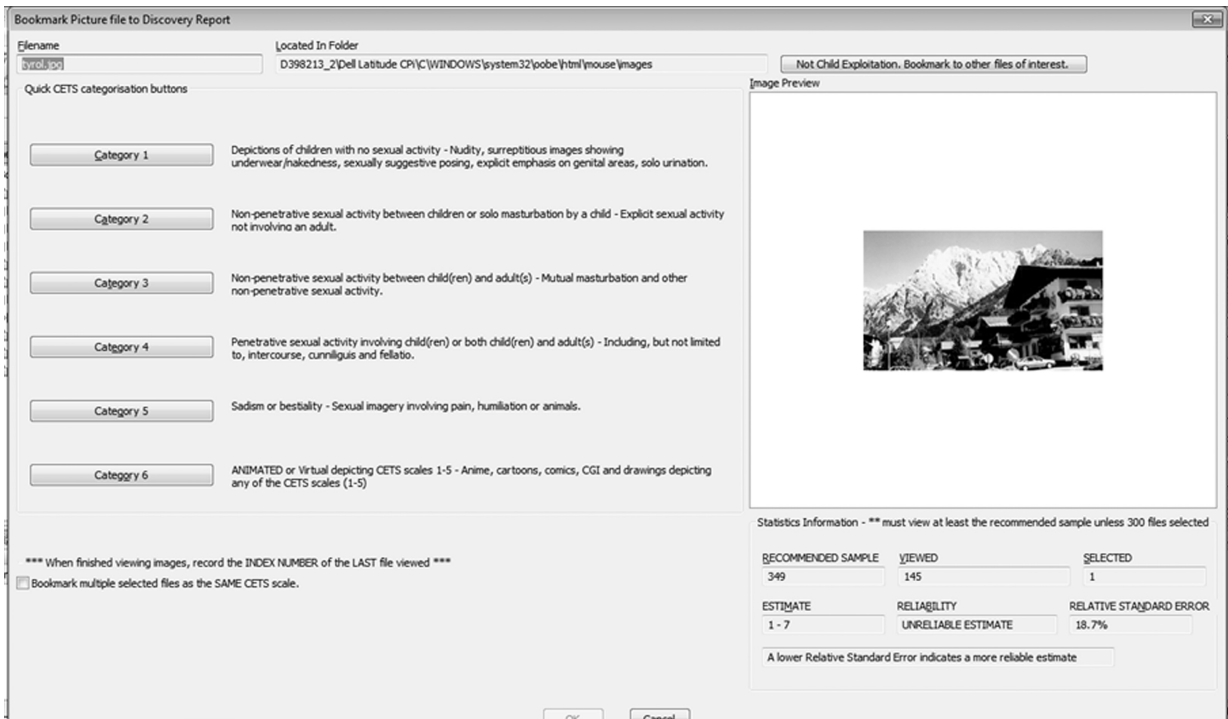 Bookmark Picture file to Discovery Report
Filename
Located In Folder
tyrol.jpg
D398213_2\Dell Latitude CPi\C\WINDOWS\system32\oobe\html\mouse\images
Not Child Exploitation. Bookmark to other files of interest.
Quick CETS categorisation buttons
Image Preview
Category 1
Depictions of children with no sexual activity - Nudity, surreptitious images showing
underwear/nakedness, sexually suggestive posing, explicit emphasis on genital areas, solo urination.
Category 2
Non-penetrative sexual activity between children or solo masturbation by a child - Explicit sexual activity
not involving an adult.
Category 3
Non-penetrative sexual activity between child(ren) and adult(s) - Mutual masturbation and other
non-penetrative sexual activity.
Category 4
Penetrative sexual activity involving child(ren) or both child(ren) and adult(s) - Including, but not limited
to, intercourse, cunniliguis and fellatio.
Category 5
Sadism or bestiality - Sexual imagery involving pain, humiliation or animals.
Category 6
ANIMATED or Virtual depicting CETS scales 1-5 - Anime, cartoons, comics, CGI and drawings depicting
any of the CETS scales (1-5)
*** When finished viewing images, record the INDEX NUMBER of the LAST file viewed ***
Bookmark multiple selected files as the SAME CETS scale.
Statistics Information - ** must view at least the recommended sample unless 300 files selected
RECOMMENDED SAMPLE
VIEWED
SELECTED
349
145
1
ESTIMATE
RELIABILITY
RELATIVE STANDARD ERROR
1 - 7
UNRELIABLE ESTIMATE
18.7%
A lower Relative Standard Error indicates a more reliable estimate
OK
Cancel